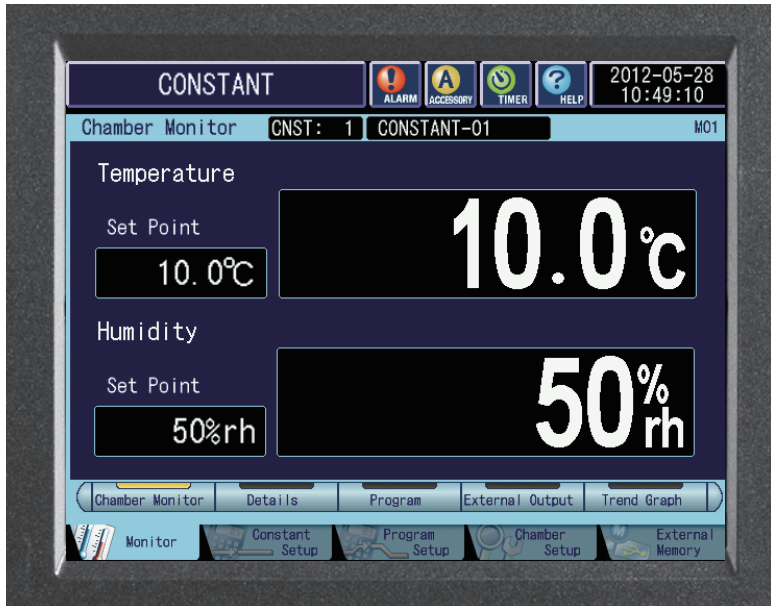 CONSTANT
ALARM
A
ACCESSORY
TIMER
?
HELP
2012-05-28
10:49:10
Chamber Monitor CNST: 1 CONSTANT-01 M01
Temperature
Set Point
10.0℃
10.0℃
Humidity
Set Point
50%rh
50%rh
Chamber Monitor Details Program External Output Trend Graph
Monitor
Constant
Setup
Program
Setup
Chamber
Setup
M
External
Memory